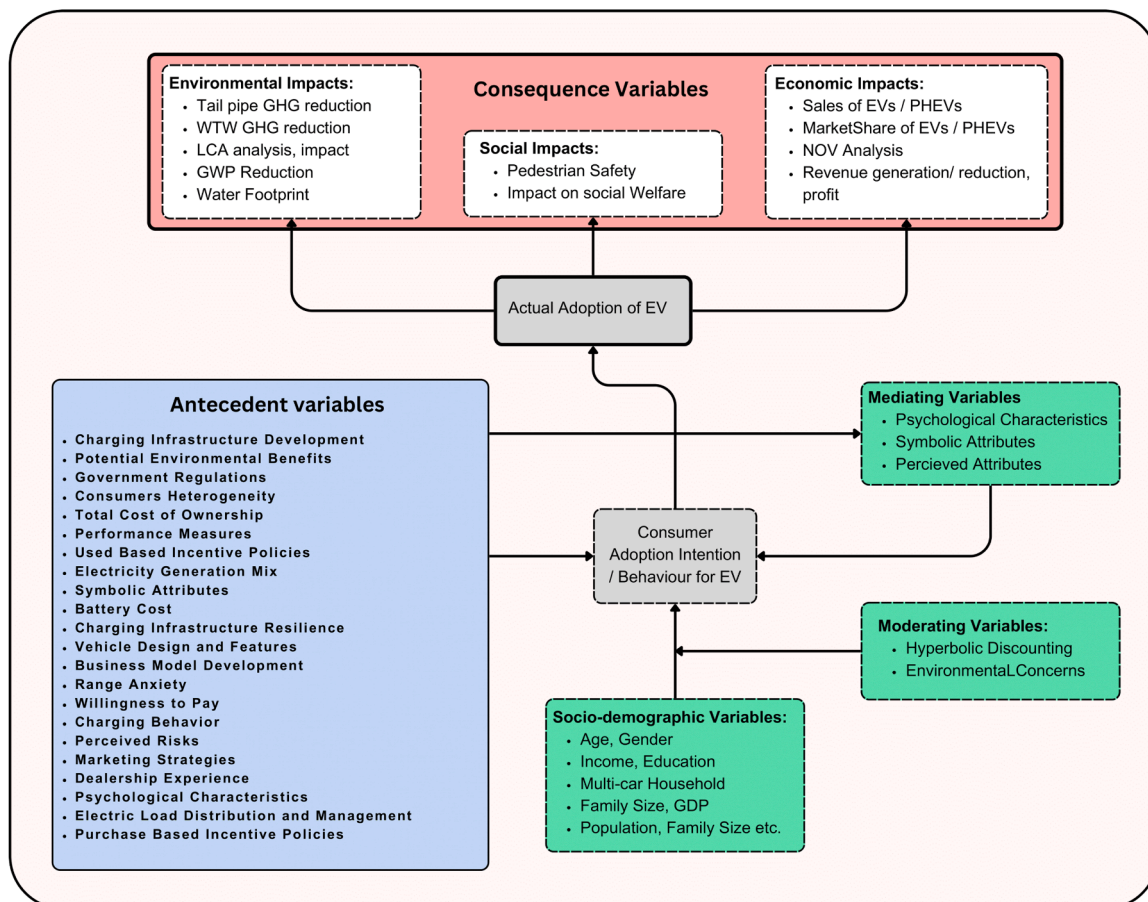 Consequence Variables
Environmental Impacts:
• Tail pipe GHG reduction
• WTW GHG reduction
• LCA analysis, impact
• GWP Reduction
• Water Footprint
Social Impacts:
• Pedestrian Safety
• Impact on social Welfare
Economic Impacts:
• Sales of EVs / PHEVs
• MarketShare of EVs / PHEVs
• NOV Analysis
• Revenue generation/ reduction,
profit
Actual Adoption of EV
Antecedent variables
• Charging Infrastructure Development
• Potential Environmental Benefits
• Government Regulations
• Consumers Heterogeneity
• Total Cost of Ownership
• Performance Measures
• Used Based Incentive Policies
• Electricity Generation Mix
• Symbolic Attributes
• Battery Cost
• Charging Infrastructure Resilience
• Vehicle Design and Features
• Business Model Development
• Range Anxiety
• Willingness to Pay
• Charging Behavior
• Perceived Risks
• Marketing Strategies
• Dealership Experience
• Psychological Characteristics
• Electric Load Distribution and Management
• Purchase Based Incentive Policies
Mediating Variables
• Psychological Characteristics
• Symbolic Attributes
• Percieved Attributes
Consumer
Adoption Intention
/ Behaviour for EV
Moderating Variables:
• Hyperbolic Discounting
• EnvironmentaLConcerns
Socio-demographic Variables:
• Age, Gender
• Income, Education
• Multi-car Household
• Family Size, GDP
• Population, Family Size etc.